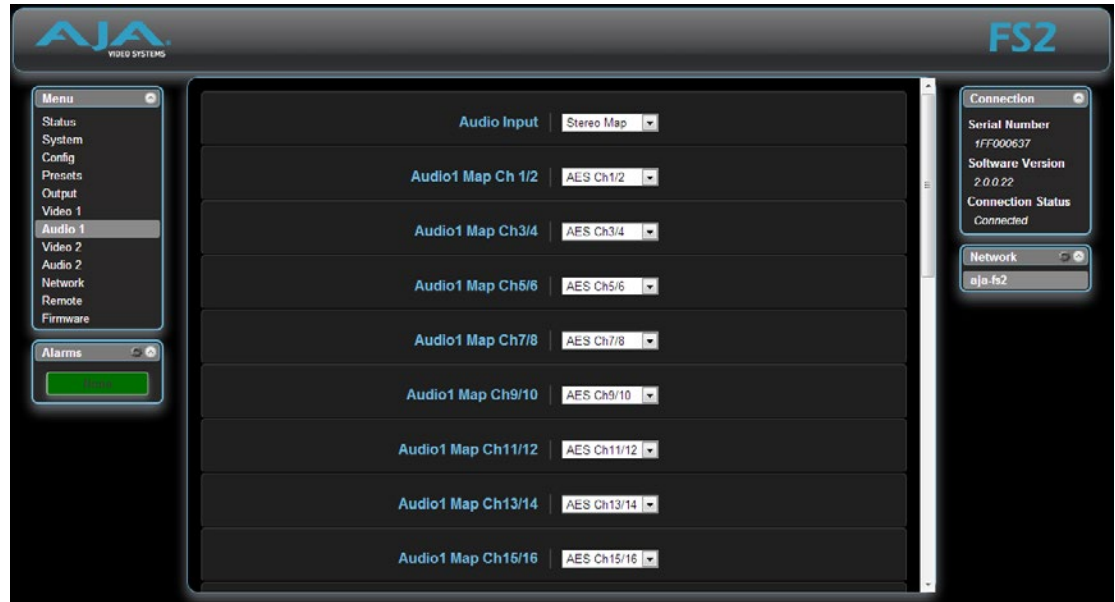 AJA
VIDEO SYSTEMS
FS2
Menu
Status
System
Config
Presets
Output
Video 1
Audio 1
Video 2
Audio 2
Network
Remote
Firmware
Alarms
None
Audio Input Stereo Map
Audio1 Map Ch 1/2 AES Ch1/2
Audio1 Map Ch3/4 AES Ch3/4
Audio1 Map Ch5/6 AES Ch5/6
Audio1 Map Ch7/8 AES Ch7/8
Audio1 Map Ch9/10 AES Ch9/10
Audio1 Map Ch11/12 AES Ch11/12
Audio1 Map Ch13/14 AES Ch13/14
Audio1 Map Ch15/16 AES Ch15/16
Connection
Serial Number
1FF000637
Software Version
2.0.0.22
Connection Status
Connected
Network
aja-fs2